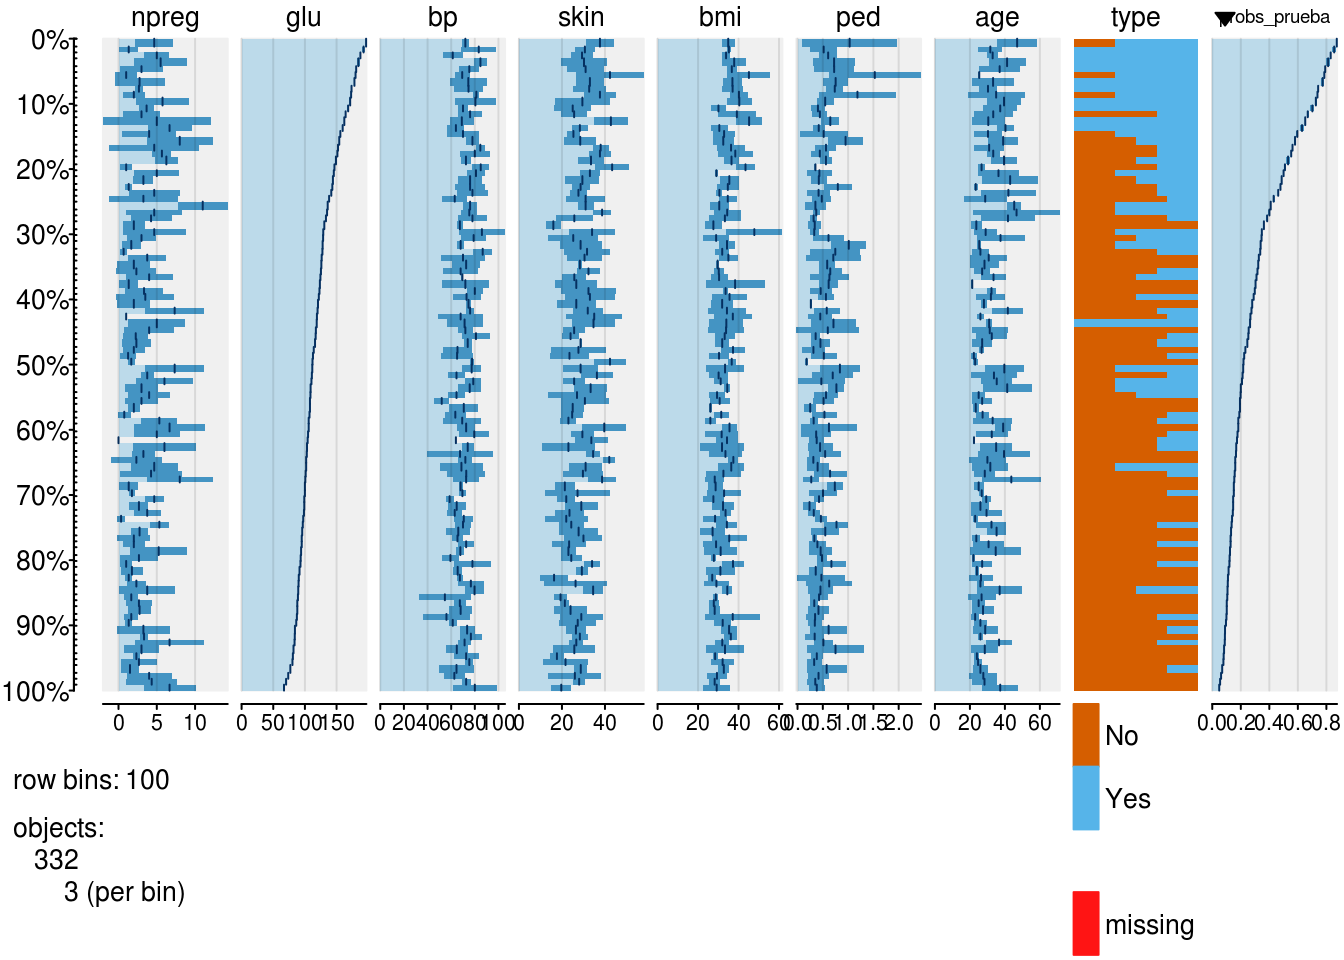 npreg glu bp skin bmi ped age type obs_prueba
0%
10%
20%
30%
40%
50%
60%
70%
80%
90%
100%
0 5 10 0 50 100 150 0 20 40 60 80 100 0 20 40 0 20 40 60 0.0 0.5 1.0 1.5 2.0 0 20 40 60 0.0 0.2 0.4 0.6 0.8
No
row bins: 100
Yes
objects:
332
3 (per bin)
missing